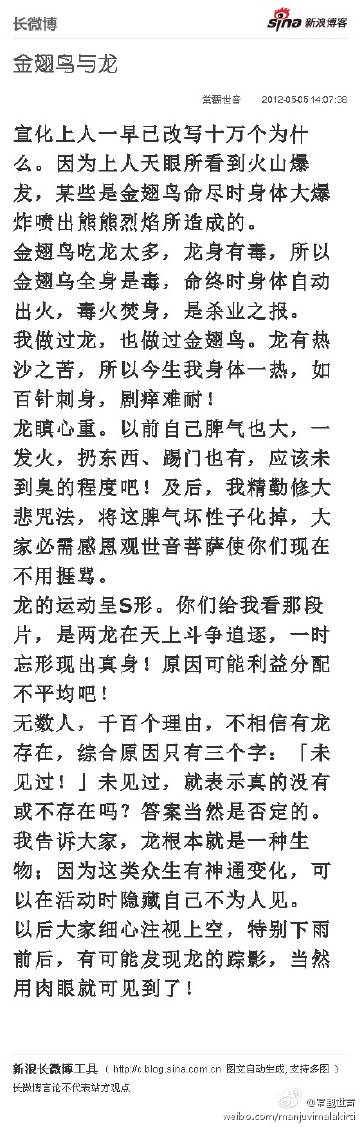 长微博
sina 新浪博客
金翅鸟与龙
常翻世音 2012-05-05 14:07:38
宣化上人一早已改写十万个为什
么。因为上人天眼所看到火山爆
发，某些是金翅鸟命尽时身体大爆
炸喷出熊熊烈焰所造成的。
金翅鸟吃龙太多，龙身有毒，所以
金翅乌全身是毒，命终时身体自动
出火，毒火焚身，是杀业之报。
我做过龙，也做过金翅鸟。龙有热
沙之苦，所以今生我身体一热，如
百针刺身，剧痒难耐！
龙瞋心重。以前自己脾气也大，一
发火，扔东西、踢门也有，应该未
到臭的程度吧！及后，我精勤修大
悲咒法，将这脾气坏性子化掉，大
家必需感恩观世音菩萨使你们现在
不用捱骂。
龙的运动呈S形。你们给我看那段
片，是两龙在天上斗争追逐，一时
忘形现出真身！原因可能利益分配
不平均吧！
无数人，千百个理由，不相信有龙
存在，综合原因只有三个字：「未
见过！」未见过，就表示真的没有
或不存在吗？答案当然是否定的。
我告诉大家，龙根本就是一种生
物；因为这类众生有神通变化，可
以在活动时隐藏自己不为人见。
以后大家细心注视上空，特别下雨
前后，有可能发现龙的踪影，当然
用肉眼就可见到了！
新浪长微博工具（ http://c.blog.sina.com.cn 图文自动生成,支持多图 ）
长微博言论不代表站方观点
weibo.com/manjuvimalakirti